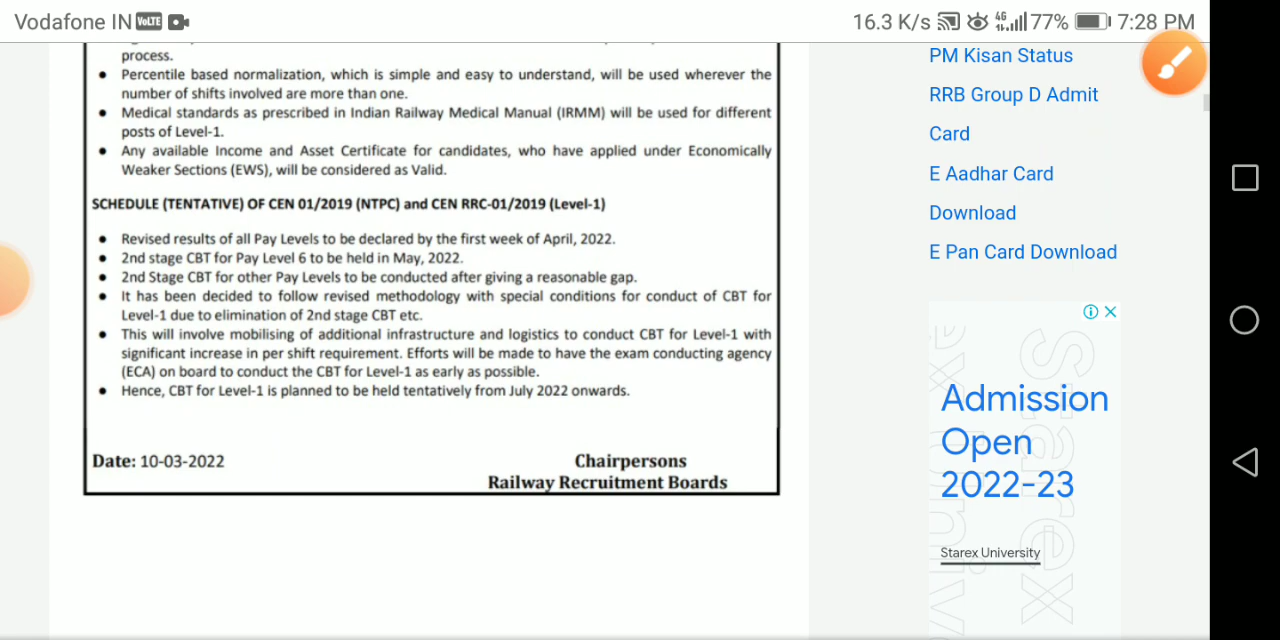 Vodafone IN VoLTE
16.3 K/s 4G 77% 7:28 PM
process.
• Percentile based normalization, which is simple and easy to understand, will be used wherever the
number of shifts involved are more than one.
• Medical standards as prescribed in Indian Railway Medical Manual (IRMM) will be used for different
posts of Level-1.
• Any available Income and Asset Certificate for candidates, who have applied under Economically
Weaker Sections (EWS), will be considered as Valid.
SCHEDULE (TENTATIVE) OF CEN 01/2019 (NTPC) and CEN RRC-01/2019 (Level-1)
• Revised results of all Pay Levels to be declared by the first week of April, 2022.
• 2nd stage CBT for Pay Level 6 to be held in May, 2022.
• 2nd Stage CBT for other Pay Levels to be conducted after giving a reasonable gap.
• It has been decided to follow revised methodology with special conditions for conduct of CBT for
Level-1 due to elimination of 2nd stage CBT etc.
• This will involve mobilising of additional infrastructure and logistics to conduct CBT for Level-1 with
significant increase in per shift requirement. Efforts will be made to have the exam conducting agency
(ECA) on board to conduct the CBT for Level-1 as early as possible.
• Hence, CBT for Level-1 is planned to be held tentatively from July 2022 onwards.
Date: 10-03-2022
Chairpersons
Railway Recruitment Boards
PM Kisan Status
RRB Group D Admit
Card
E Aadhar Card
Download
E Pan Card Download
Admission
Open
2022-23
Starex University